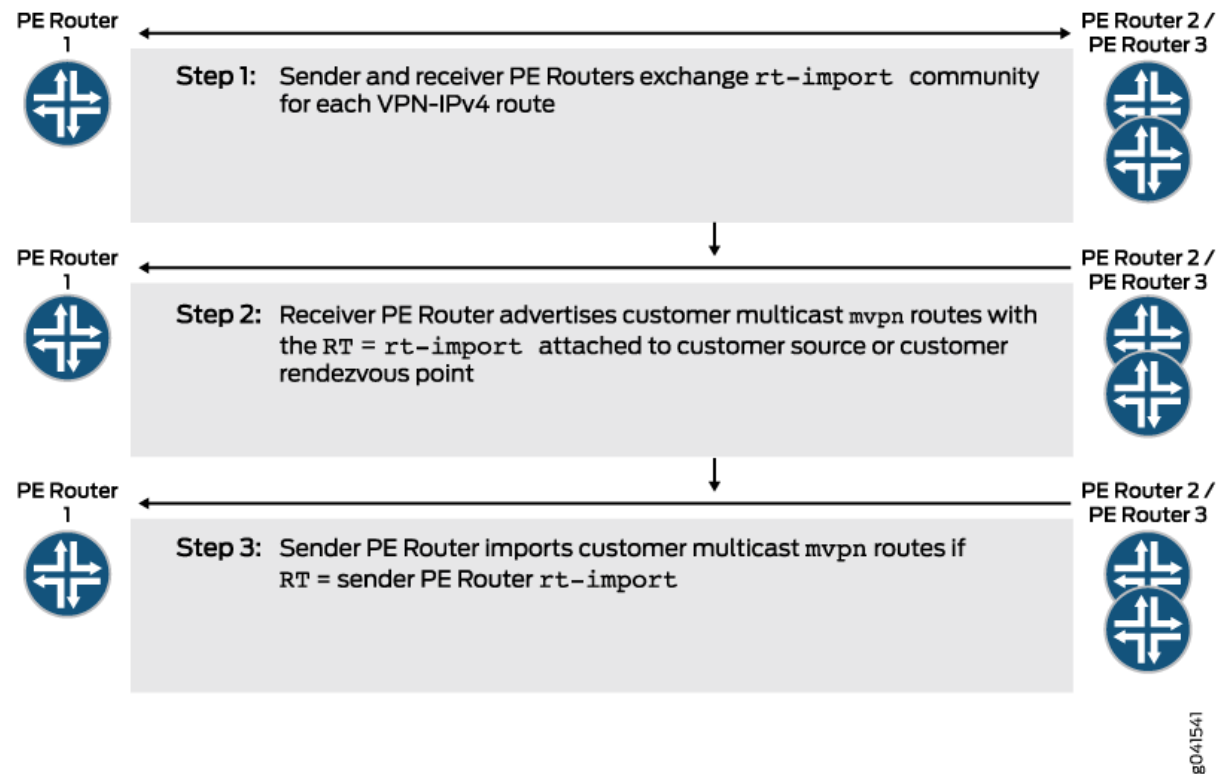 PE Router
1
PE Router 2 /
PE Router 3
Step 1: Sender and receiver PE Routers exchange rt-import community
for each VPN-IPv4 route
PE Router
1
PE Router 2 /
PE Router 3
Step 2: Receiver PE Router advertises customer multicast mvpn routes with
the RT = rt-import attached to customer source or customer
rendezvous point
PE Router
1
PE Router 2 /
PE Router 3
Step 3: Sender PE Router imports customer multicast mvpn routes if
RT = sender PE Router rt-import
g041541